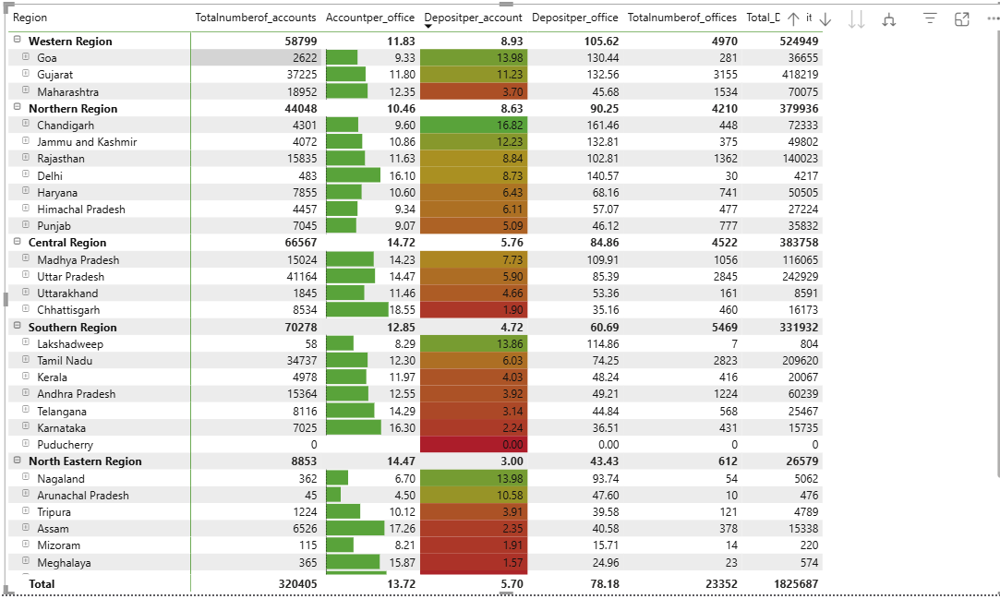 Region Totalnumberof_accounts Accountper_office Depositper_account Depositper_office Totalnumberof_offices Total_D it
Western Region 58799 11.83 8.93 105.62 4970 524949
Goa 2622 9.33 13.98 130.44 281 36655
Gujarat 37225 11.80 11.23 132.56 3155 418219
Maharashtra 18952 12.35 3.70 45.68 1534 70075
Northern Region 44048 10.46 8.63 90.25 4210 379936
Chandigarh 4301 9.60 16.82 161.46 448 72333
Jammu and Kashmir 4072 10.86 12.23 132.81 375 49802
Rajasthan 15835 11.63 8.84 102.81 1362 140023
Delhi 483 16.10 8.73 140.57 30 4217
Haryana 7855 10.60 6.43 68.16 741 50505
Himachal Pradesh 4457 9.34 6.11 57.07 477 27224
Punjab 7045 9.07 5.09 46.12 777 35832
Central Region 66567 14.72 5.76 84.86 4522 383758
Madhya Pradesh 15024 14.23 7.73 109.91 1056 116065
Uttar Pradesh 41164 14.47 5.90 85.39 2845 242929
Uttarakhand 1845 11.46 4.66 53.36 161 8591
Chhattisgarh 8534 18.55 1.90 35.16 460 16173
Southern Region 70278 12.85 4.72 60.69 5469 331932
Lakshadweep 58 8.29 13.86 114.86 7 804
Tamil Nadu 34737 12.30 6.03 74.25 2823 209620
Kerala 4978 11.97 4.03 48.24 416 20067
Andhra Pradesh 15364 12.55 3.92 49.21 1224 60239
Telangana 8116 14.29 3.14 44.84 568 25467
Karnataka 7025 16.30 2.24 36.51 431 15735
Puducherry 0 0.00 0.00 0 0
North Eastern Region 8853 14.47 3.00 43.43 612 26579
Nagaland 362 6.70 13.98 93.74 54 5062
Arunachal Pradesh 45 4.50 10.58 47.60 10 476
Tripura 1224 10.12 3.91 39.58 121 4789
Assam 6526 17.26 2.35 40.58 378 15338
Mizoram 115 8.21 1.91 15.71 14 220
Meghalaya 365 15.87 1.57 24.96 23 574
Total 320405 13.72 5.70 78.18 23352 1825687